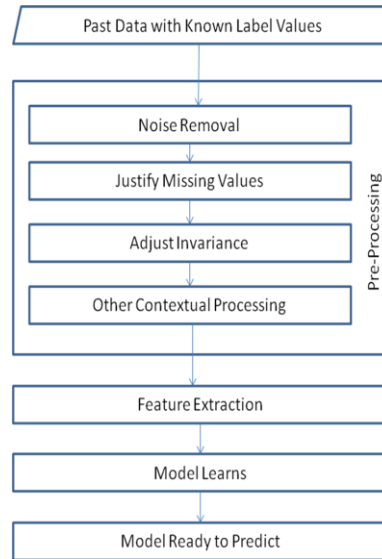 Past Data with Known Label Values
Noise Removal
Justify Missing Values
Adjust Invariance
Other Contextual Processing
Pre-Processing
Feature Extraction
Model Learns
Model Ready to Predict